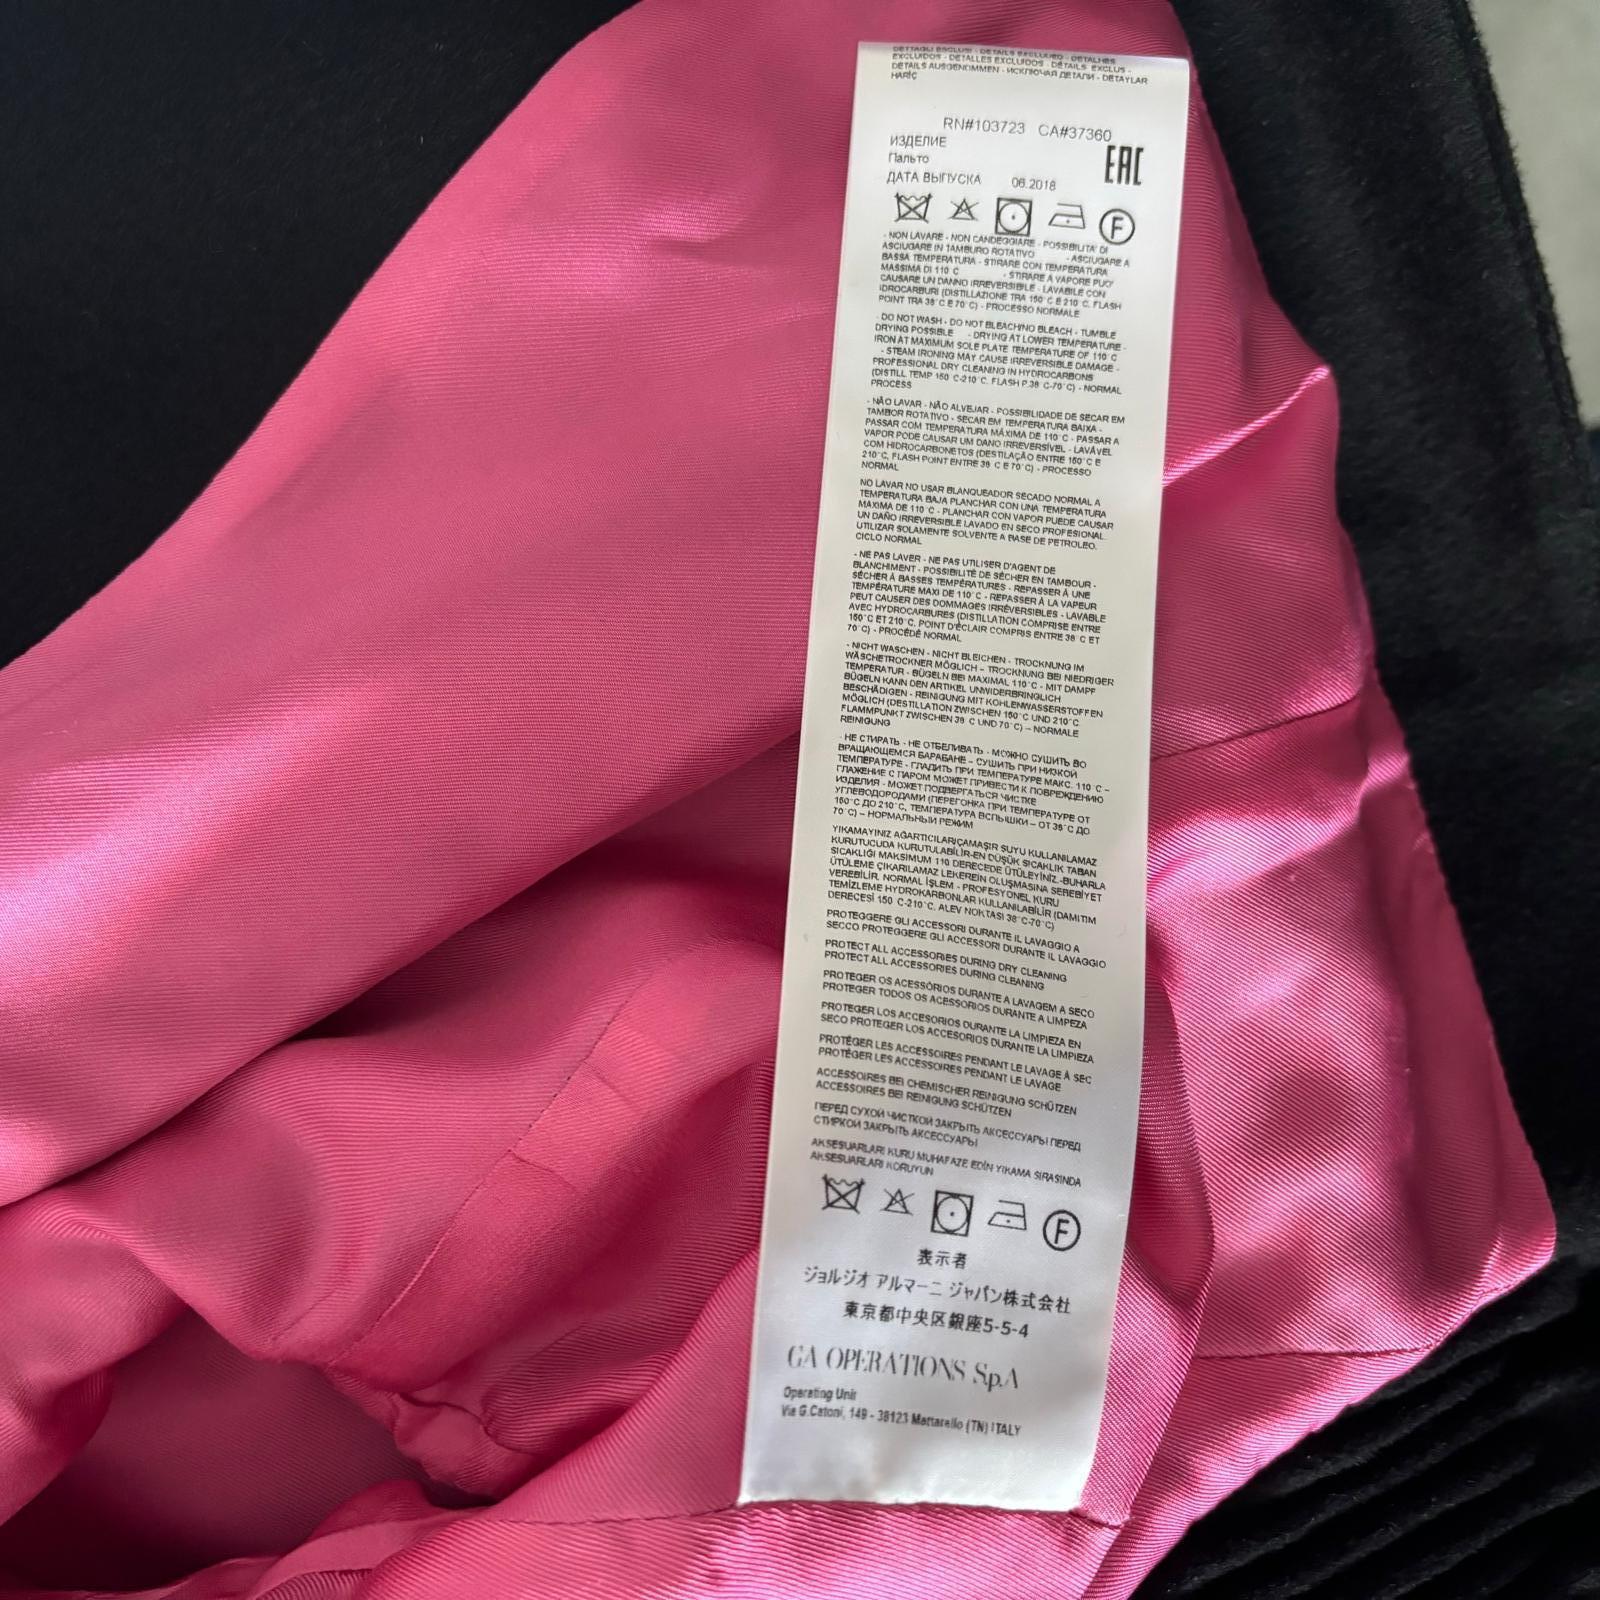 DETTAGLI ESCLUSI - DETAILS EXCLUDED - DETALHES
EXCLUIDOS - DETALLES EXCLUIDOS - DÉTAILS EXCLUS -
DETAILS AUSGENOMMEN - ИСКЛЮЧАЯ ДЕТАЛИ - DETAYLAR
HARİÇ
RN#103723 CA#37360
ИЗДЕЛИЕ
Пальто
EAC
ДАТА ВЫПУСКА 06.2018
F
- NON LAVARE - NON CANDEGGIARE - POSSIBILITA' DI
ASCIUGARE IN TAMBURO ROTATIVO - ASCIUGARE A
BASSA TEMPERATURA - STIRARE CON TEMPERATURA
MASSIMA DI 110 C - STIRARE A VAPORE PUO'
CAUSARE UN DANNO IRREVERSIBILE - LAVABILE CON
IDROCARBURI (DISTILLAZIONE TRA 150°C E 210°C, FLASH
POINT TRA 38°C E 70°C) - PROCESSO NORMALE
- DO NOT WASH - DO NOT BLEACH/NO BLEACH - TUMBLE
DRYING POSSIBLE - DRYING AT LOWER TEMPERATURE -
IRON AT MAXIMUM SOLE PLATE TEMPERATURE OF 110°C
- STEAM IRONING MAY CAUSE IRREVERSIBLE DAMAGE -
PROFESSIONAL DRY CLEANING IN HYDROCARBONS
(DISTILL TEMP 150°C-210°C, FLASH P.38°C-70°C) - NORMAL
PROCESS
- NÃO LAVAR - NÃO ALVEJAR - POSSIBILIDADE DE SECAR EM
TAMBOR ROTATIVO - SECAR EM TEMPERATURA BAIXA -
PASSAR COM TEMPERATURA MÁXIMA DE 110°C - PASSAR A
VAPOR PODE CAUSAR UM DANO IRREVERSÍVEL - LAVÁVEL
COM HIDROCARBONETOS (DESTILAÇÃO ENTRE 150°C E
210°C, FLASH POINT ENTRE 38°C E 70°C) - PROCESSO
NORMAL
NO LAVAR NO USAR BLANQUEADOR SECADO NORMAL A
TEMPERATURA BAJA PLANCHAR CON UNA TEMPERATURA
MÁXIMA DE 110°C - PLANCHAR CON VAPOR PUEDE CAUSAR
UN DAÑO IRREVERSIBLE LAVADO EN SECO PROFESIONAL.
UTILIZAR SOLAMENTE SOLVENTE A BASE DE PETROLEO.
CICLO NORMAL
- NE PAS LAVER - NE PAS UTILISER D'AGENT DE
BLANCHIMENT - POSSIBILITÉ DE SÉCHER EN TAMBOUR -
SÉCHER À BASSES TEMPÉRATURES - REPASSER À UNE
TEMPÉRATURE MAXI DE 110°C - REPASSER À LA VAPEUR
PEUT CAUSER DES DOMMAGES IRRÉVERSIBLES - LAVABLE
AVEC HYDROCARBURES (DISTILLATION COMPRISE ENTRE
150°C ET 210°C, POINT D'ÉCLAIR COMPRIS ENTRE 38°C ET
70°C) - PROCÉDÉ NORMAL
- NICHT WASCHEN - NICHT BLEICHEN - TROCKNUNG IM
WÄSCHETROCKNER MÖGLICH – TROCKNUNG BEI NIEDRIGER
TEMPERATUR - BÜGELN BEI MAXIMAL 110°C - MIT DAMPF
BÜGELN KANN DEN ARTIKEL UNWIDERBRINGLICH
BESCHÄDIGEN - REINIGUNG MIT KOHLENWASSERSTOFFEN
MÖGLICH (DESTILLATION ZWISCHEN 150°C UND 210°C,
FLAMMPUNKT ZWISCHEN 38°C UND 70°C) – NORMALE
REINIGUNG
- НЕ СТИРАТЬ - НЕ ОТБЕЛИВАТЬ - МОЖНО СУШИТЬ ВО
ВРАЩАЮЩЕМСЯ БАРАБАНЕ – СУШИТЬ ПРИ НИЗКОЙ
ТЕМПЕРАТУРЕ - ГЛАДИТЬ ПРИ ТЕМПЕРАТУРЕ МАКС. 110°C –
ГЛАЖЕНИЕ С ПАРОМ МОЖЕТ ПРИВЕСТИ К ПОВРЕЖДЕНИЮ
ИЗДЕЛИЯ - МОЖЕТ ПОДВЕРГАТЬСЯ ЧИСТКЕ
УГЛЕВОДОРОДАМИ (ПЕРЕГОНКА ПРИ ТЕМПЕРАТУРЕ ОТ
150°C ДО 210°C, ТЕМПЕРАТУРА ВСПЫШКИ – ОТ 38°C ДО
70°C) – НОРМАЛЬНЫЙ РЕЖИМ
YIKAMAYINIZ AĞARTICILAR/ÇAMAŞIR SUYU KULLANILAMAZ
KURUTUCUDA KURUTULABİLİR-EN DÜŞÜK SICAKLIK TABAN
SICAKLIĞI MAKSIMUM 110 DERECEDE ÜTÜLEYİNİZ.-BUHARLA
ÜTÜLEME ÇIKARILAMAZ LEKEREIN OLUŞMASINA SEBEBİYET
VEREBİLİR. NORMAL İŞLEM - PROFESYONEL KURU
TEMİZLEME HYDROKARBONLAR KULLANILABİLİR (DAMITIM
DERECESİ 150°C-210°C, ALEV NOKTASI 38°C-70°C)
PROTEGGERE GLI ACCESSORI DURANTE IL LAVAGGIO A
SECCO PROTEGGERE GLI ACCESSORI DURANTE IL LAVAGGIO
PROTECT ALL ACCESSORIES DURING DRY CLEANING
PROTECT ALL ACCESSORIES DURING CLEANING
PROTEGER OS ACESSÓRIOS DURANTE A LAVAGEM A SECO
PROTEGER TODOS OS ACESORIOS DURANTE A LIMPEZA
PROTEGER LOS ACCESORIOS DURANTE LA LIMPIEZA EN
SECO PROTEGER LOS ACCESORIOS DURANTE LA LIMPIEZA
PROTÉGER LES ACCESSOIRES PENDANT LE LAVAGE À SEC
PROTÉGER LES ACCESSOIRES PENDANT LE LAVAGE
ACCESSOIRES BEI CHEMISCHER REINIGUNG SCHÜTZEN
ACCESSOIRES BEI REINIGUNG SCHÜTZEN
ПЕРЕД СУХОЙ ЧИСТКОЙ ЗАКРЫТЬ АКСЕССУАРЫ ПЕРЕД
СТИРКОЙ ЗАКРЫТЬ АКСЕССУАРЫ
AKSESUARLARI KURU MUHAFAZE EDİN YIKAMA SIRASINDA
AKSESUARLARI KORUYUN
F
表示者
ジョルジオ アルマーニ ジャパン株式会社
東京都中央区銀座5-5-4
GA OPERATIONS S.p.A
Operating Unit
Via G.Catoni, 149 - 38123 Mattarello (TN) ITALY